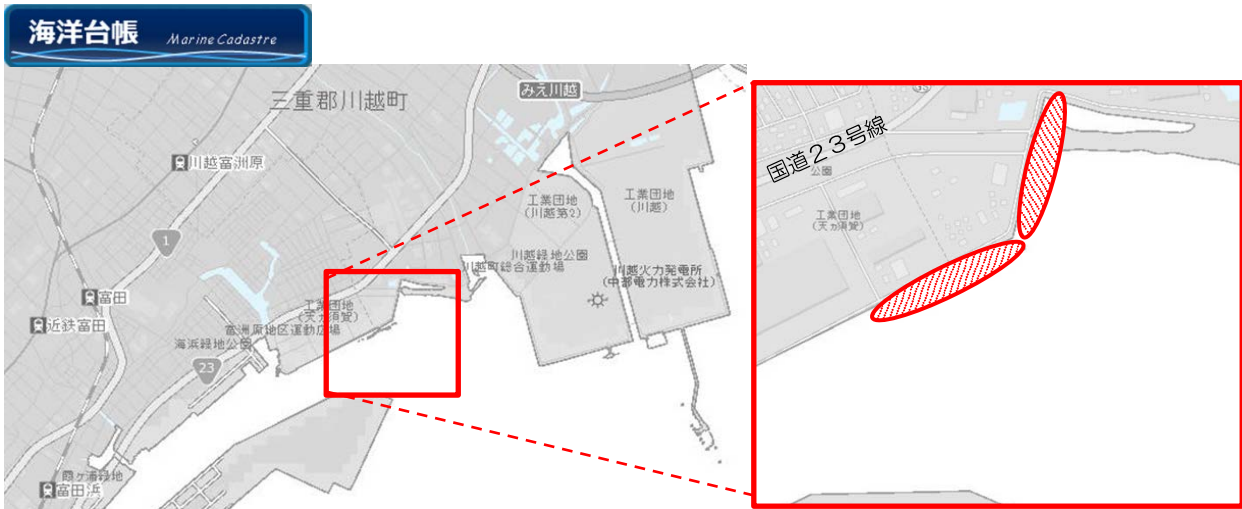 海洋台帳 Marine Cadastre
三重郡川越町
みえ川越
川越富洲原
工業団地
(川越第2)
工業団地
(川越)
1
川越緑地公園
川越町総合運動場
川越火力発電所
(中部電力株式会社)
富田
近鉄富田
工業団地
(天ヵ須賀)
富洲原地区運動広場
海浜緑地公園
23
霞ヶ浦緑地
富田浜
国道23号線
公園
工業団地
(天ヵ須賀)